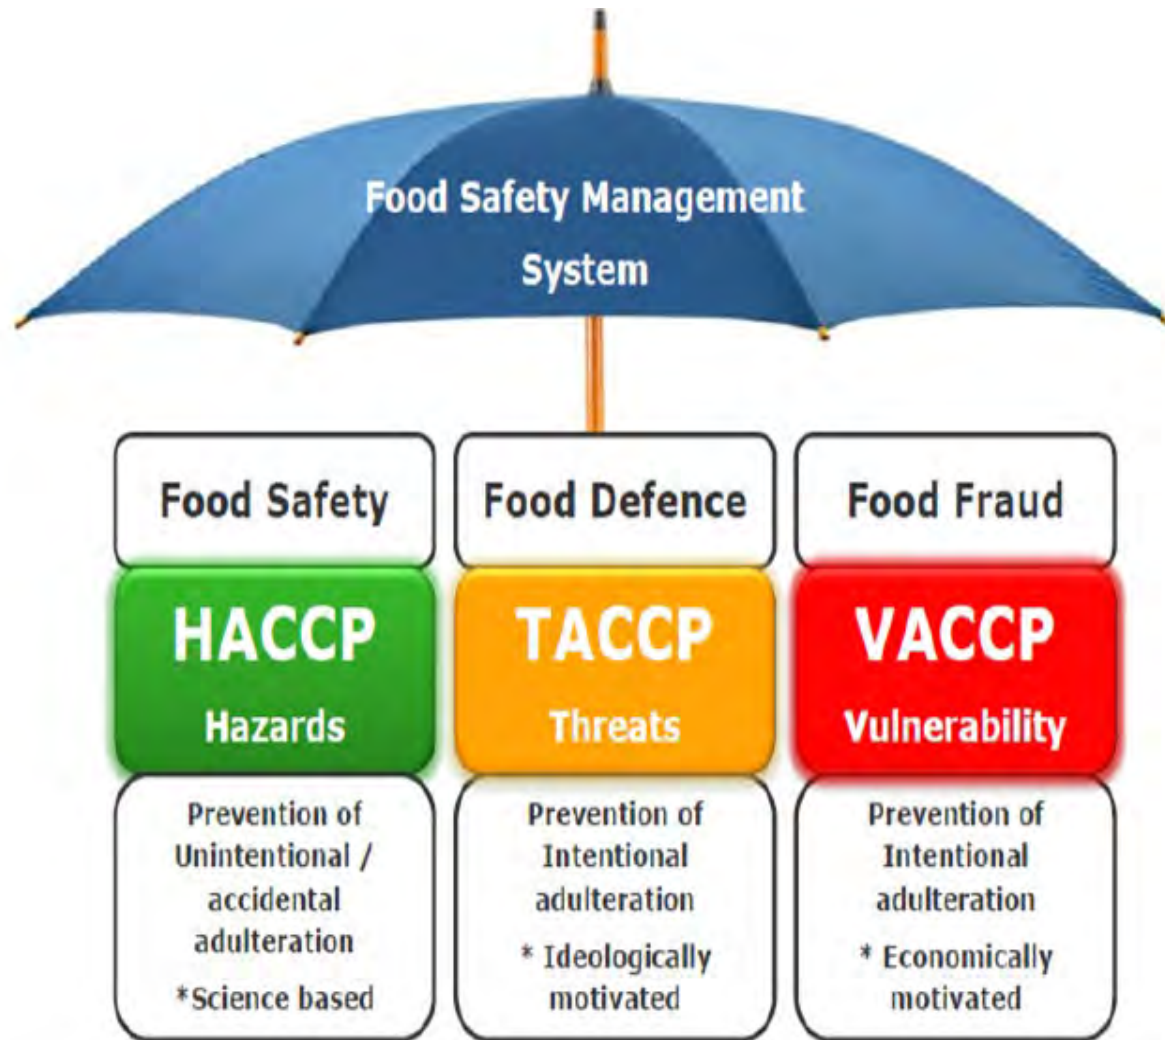 Food Safety Management
System
Food Safety
HACCP
Hazards
Prevention of
Unintentional /
accidental
adulteration
*Science based
Food Defence
TACCP
Threats
Prevention of
Intentional
adulteration
* Ideologically
motivated
Food Fraud
VACCP
Vulnerability
Prevention of
Intentional
adulteration
* Economically
motivated